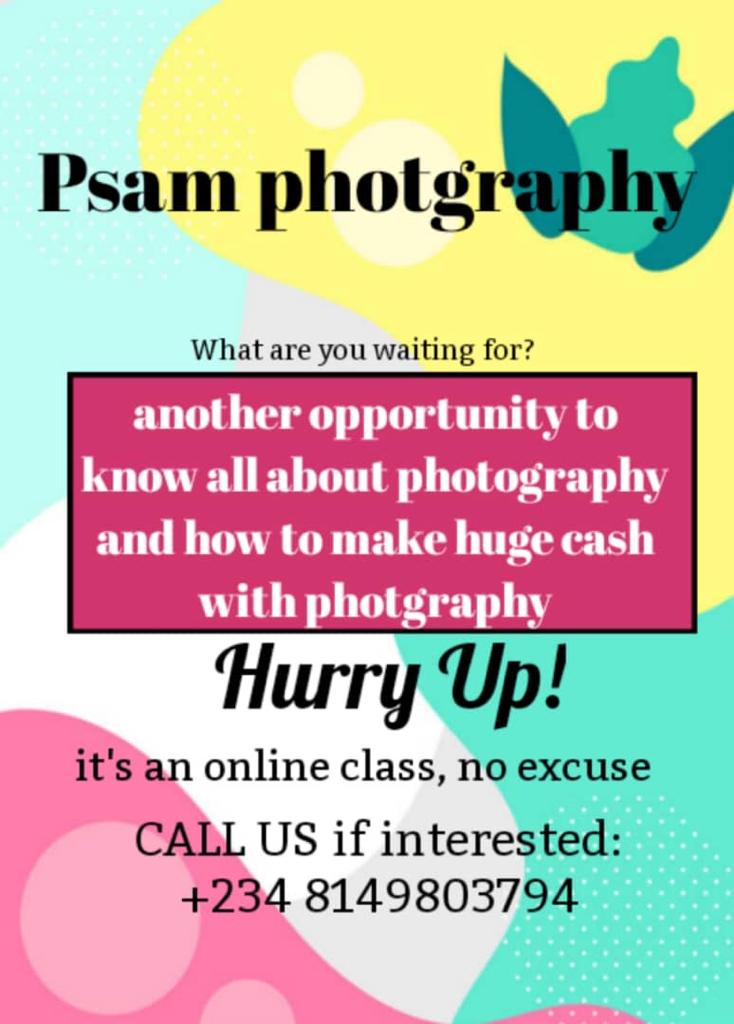 Psam photgraphy
What are you waiting for?
another opportunity to
know all about photography
and how to make huge cash
with photgraphy
Hurry Up!
it's an online class, no excuse
CALL US if interested:
+234 8149803794